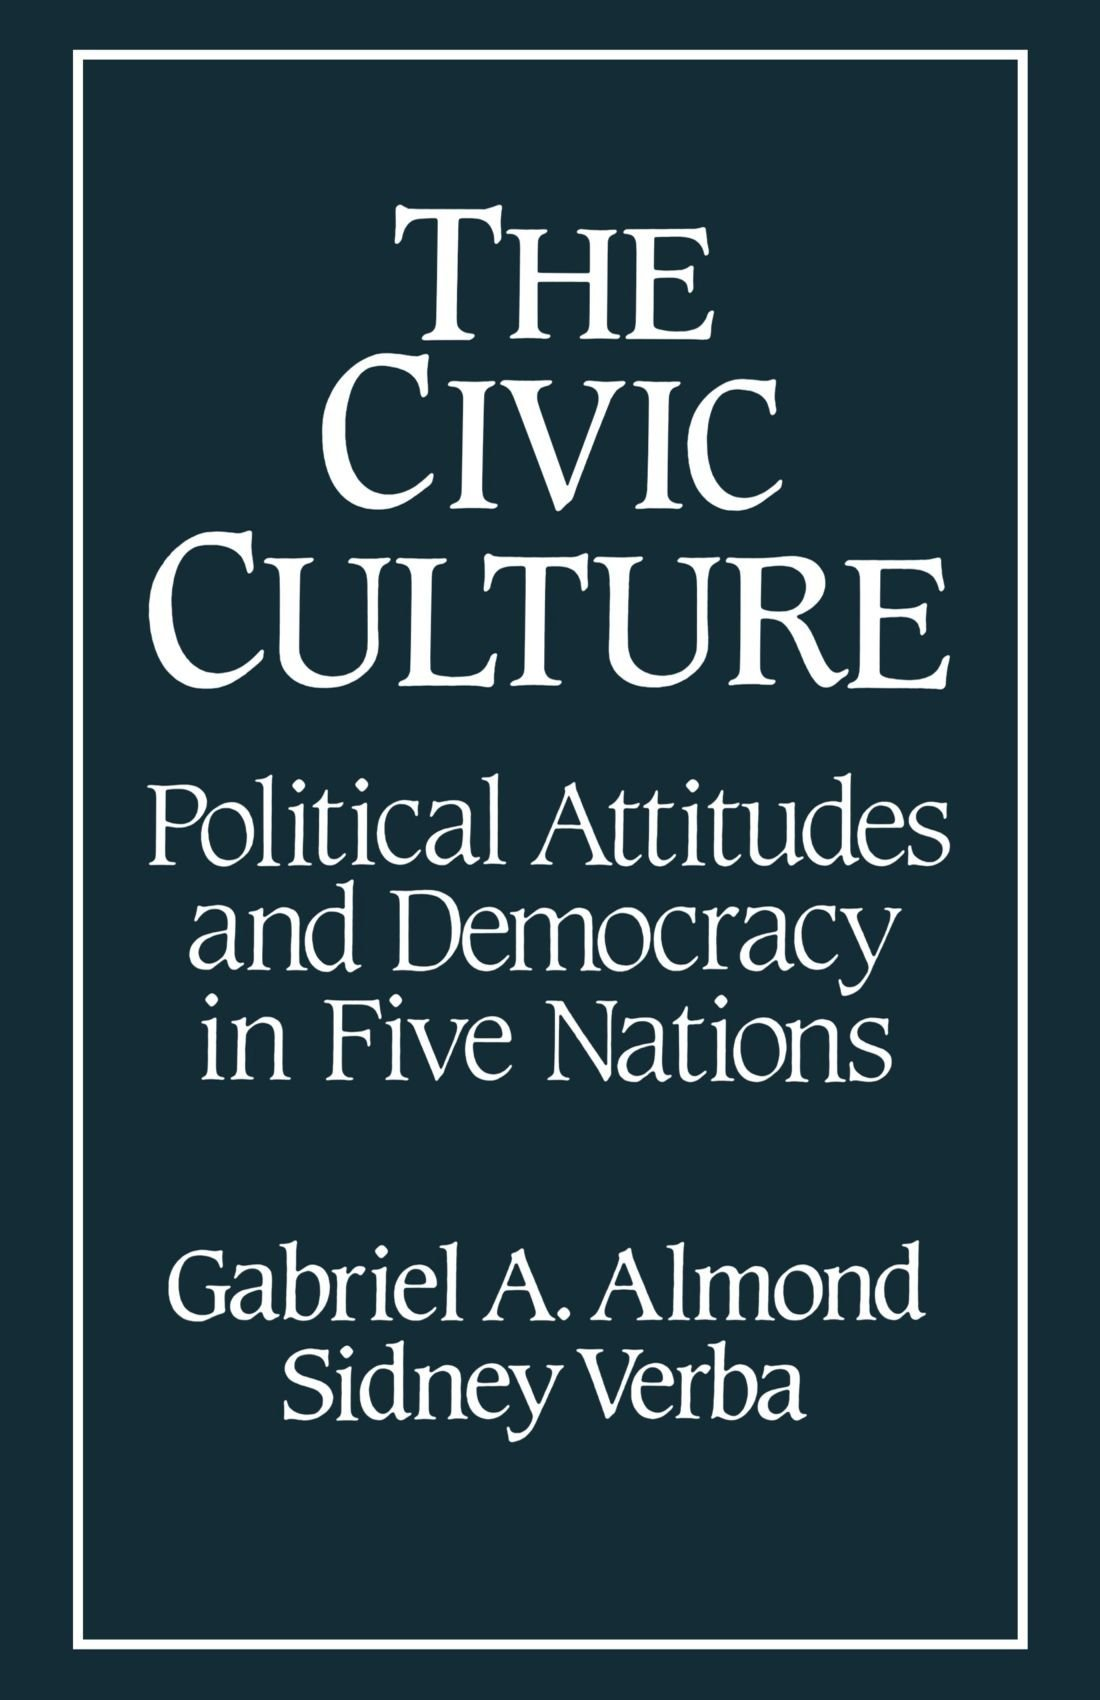 THE
CIVIC
CULTURE
Political Attitudes
and Democracy
in Five Nations
Gabriel A. Almond
Sidney Verba